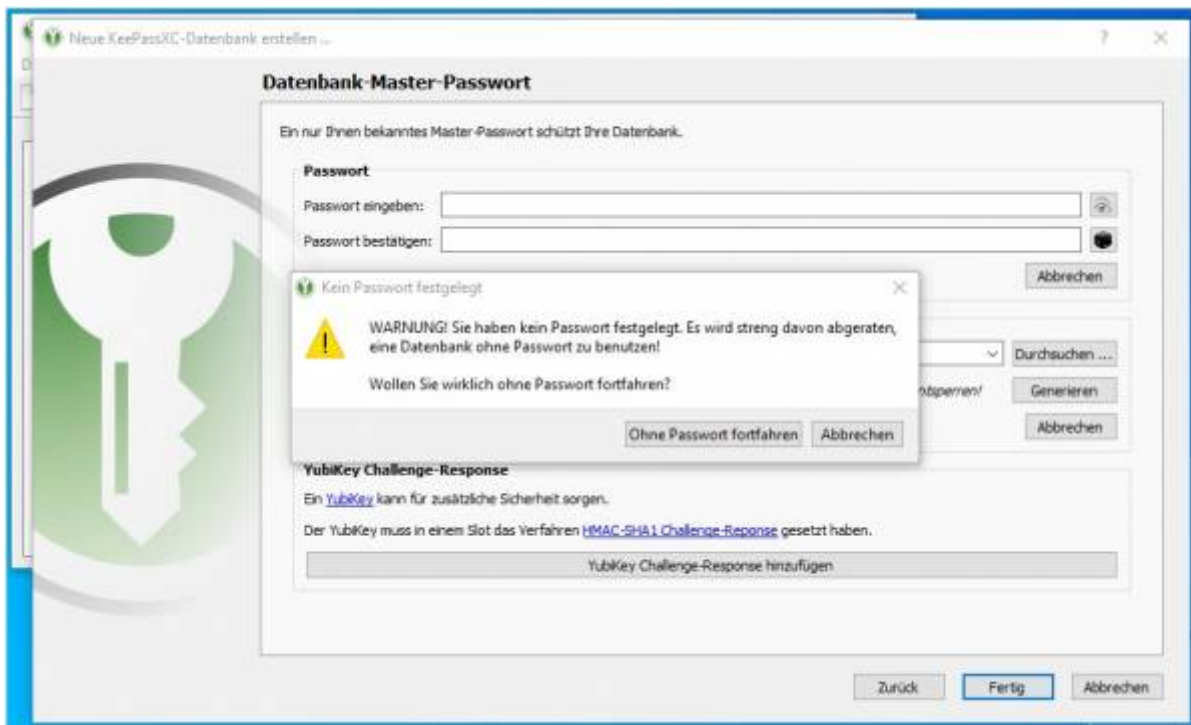 Neue KeePassXC-Datenbank erstellen ...
?
Datenbank-Master-Passwort
Ein nur Ihnen bekanntes Master-Passwort schützt Ihre Datenbank.
Passwort
Passwort eingeben:
Passwort bestätigen:
Abbrechen
Kein Passwort festgelegt
WARNUNG! Sie haben kein Passwort festgelegt. Es wird streng davon abgeraten,
eine Datenbank ohne Passwort zu benutzen!
Wollen Sie wirklich ohne Passwort fortfahren?
Ohne Passwort fortfahren Abbrechen
Durchsuchen ...
Generieren
Abbrechen
YubiKey Challenge-Response
Ein YubiKey kann für zusätzliche Sicherheit sorgen.
Der YubiKey muss in einem Slot das Verfahren HMAC-SHA1 Challenge-Reponse gesetzt haben.
YubiKey Challenge-Response hinzufügen
Zurück Fertig Abbrechen